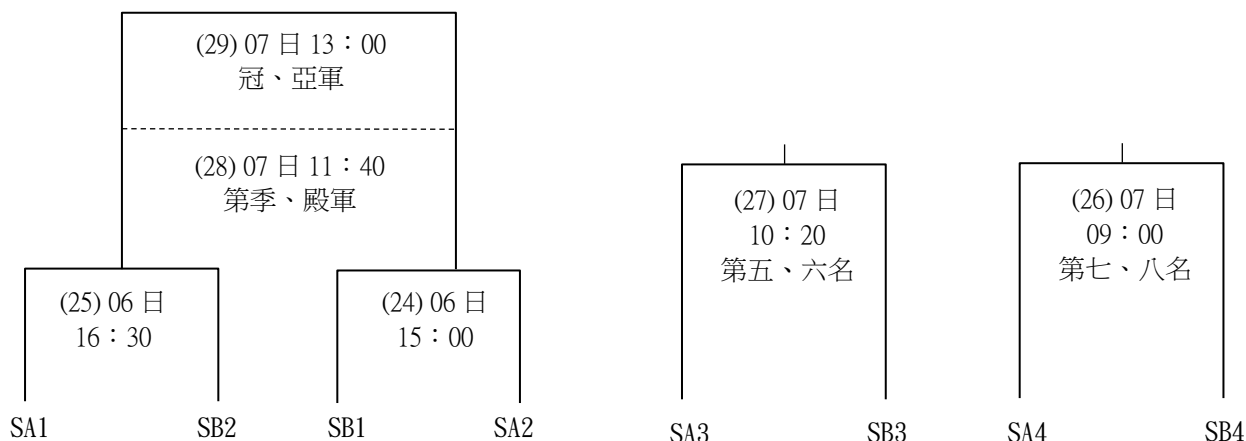 (29) 07 日 13：00
冠、亞軍
(28) 07 日 11：40
第季、殿軍
(25) 06 日
16：30
(24) 06 日
15：00
SA1
SB2
SB1
SA2
(27) 07 日
10：20
第五、六名
SA3
SB3
(26) 07 日
09：00
第七、八名
SA4
SB4